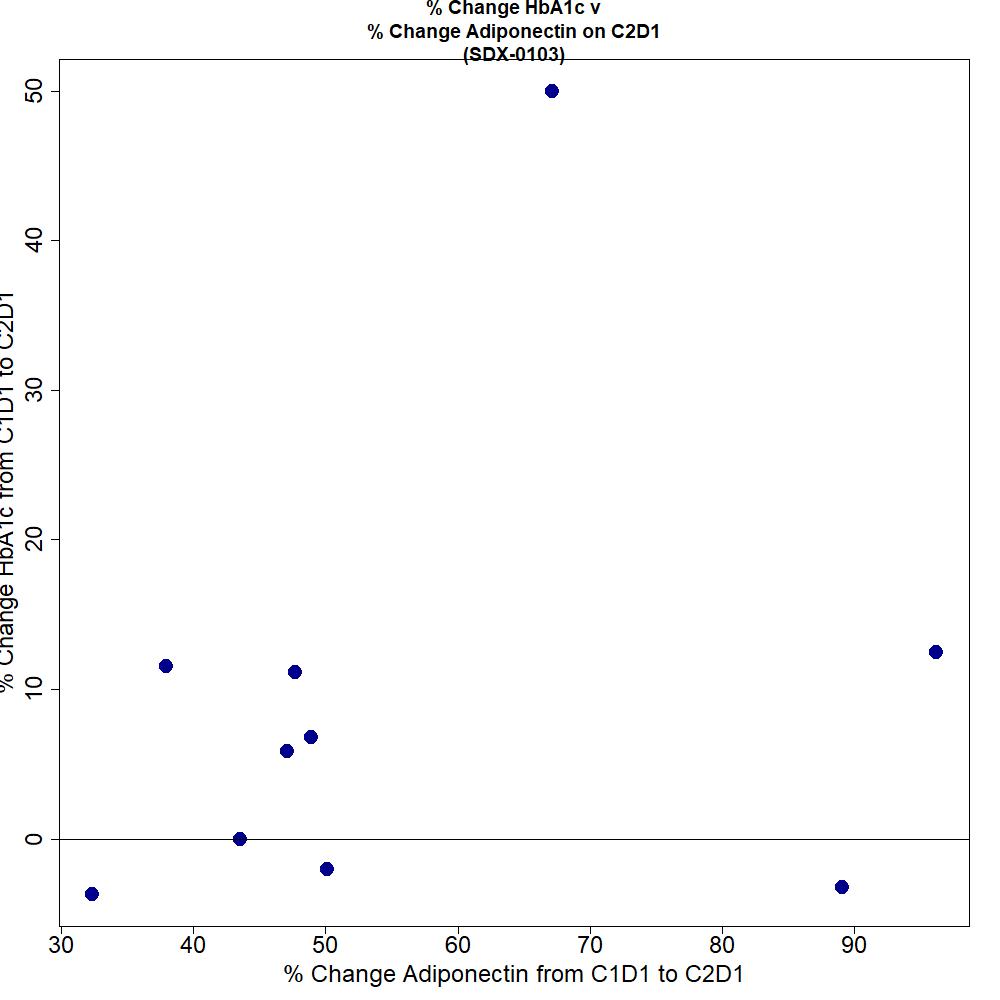 % Change HbA1c v
% Change Adiponectin on C2D1
(SDX-0103)
% Change HbA1c from C1D1 to C2D1
50
40
30
20
10
0
30 40 50 60 70 80 90
% Change Adiponectin from C1D1 to C2D1